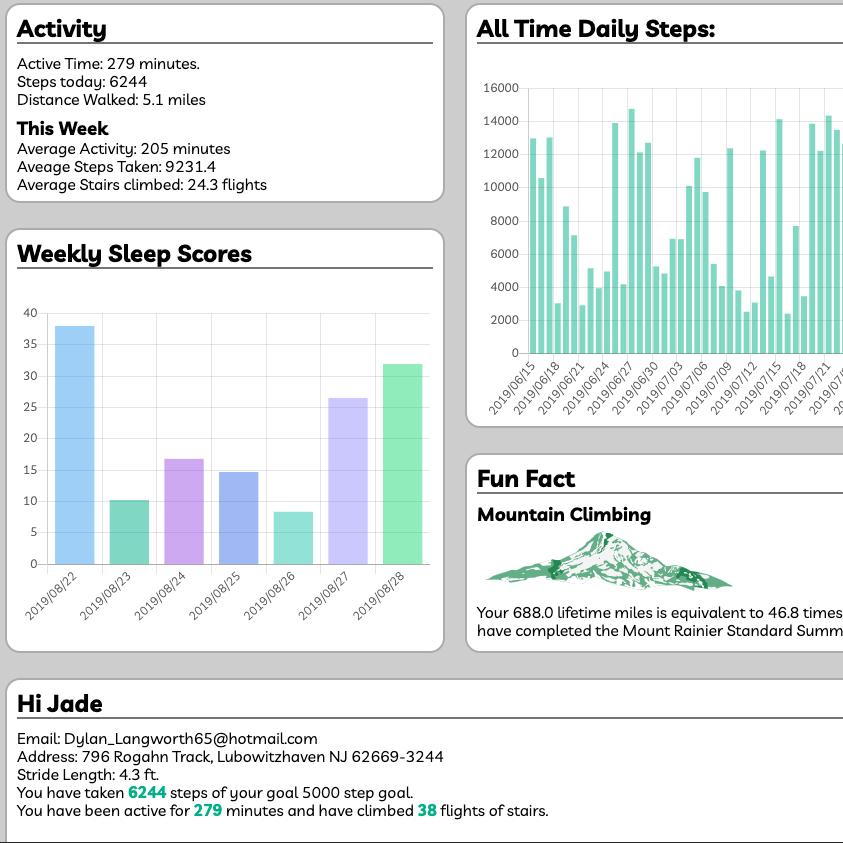 Activity
Active Time: 279 minutes.
Steps today: 6244
Distance Walked: 5.1 miles
This Week
Average Activity: 205 minutes
Aveage Steps Taken: 9231.4
Average Stairs climbed: 24.3 flights
Weekly Sleep Scores
40
35
30
25
20
15
10
5
0
2019/08/22
2019/08/23
2019/08/24
2019/08/25
2019/08/26
2019/08/27
2019/08/28
All Time Daily Steps:
16000
14000
12000
10000
8000
6000
4000
2000
0
2019/06/15
2019/06/18
2019/06/21
2019/06/24
2019/06/27
2019/06/30
2019/07/03
2019/07/06
2019/07/09
2019/07/12
2019/07/15
2019/07/18
2019/07/21
Fun Fact
Mountain Climbing
Your 688.0 lifetime miles is equivalent to 46.8 times
have completed the Mount Rainier Standard Summ
Hi Jade
Email: Dylan_Langworth65@hotmail.com
Address: 796 Rogahn Track, Lubowitzhaven NJ 62669-3244
Stride Length: 4.3 ft.
You have taken 6244 steps of your goal 5000 step goal.
You have been active for 279 minutes and have climbed 38 flights of stairs.